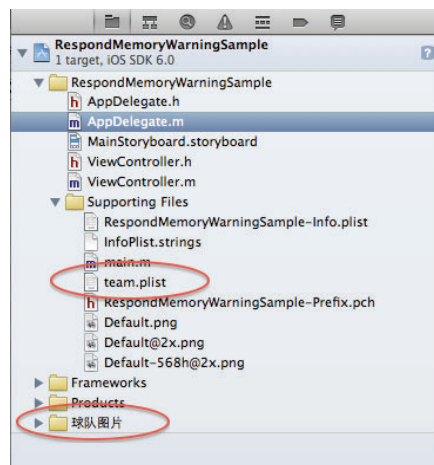 RespondMemoryWarningSample
1 target, iOS SDK 6.0
?
RespondMemoryWarningSample
h AppDelegate.h
m AppDelegate.m
MainStoryboard.storyboard
h ViewController.h
m ViewController.m
Supporting Files
RespondMemoryWarningSample-Info.plist
InfoPlist.strings
m main.m
team.plist
h RespondMemoryWarningSample-Prefix.pch
Default.png
Default@2x.png
Default-568h@2x.png
Frameworks
Products
球队图片